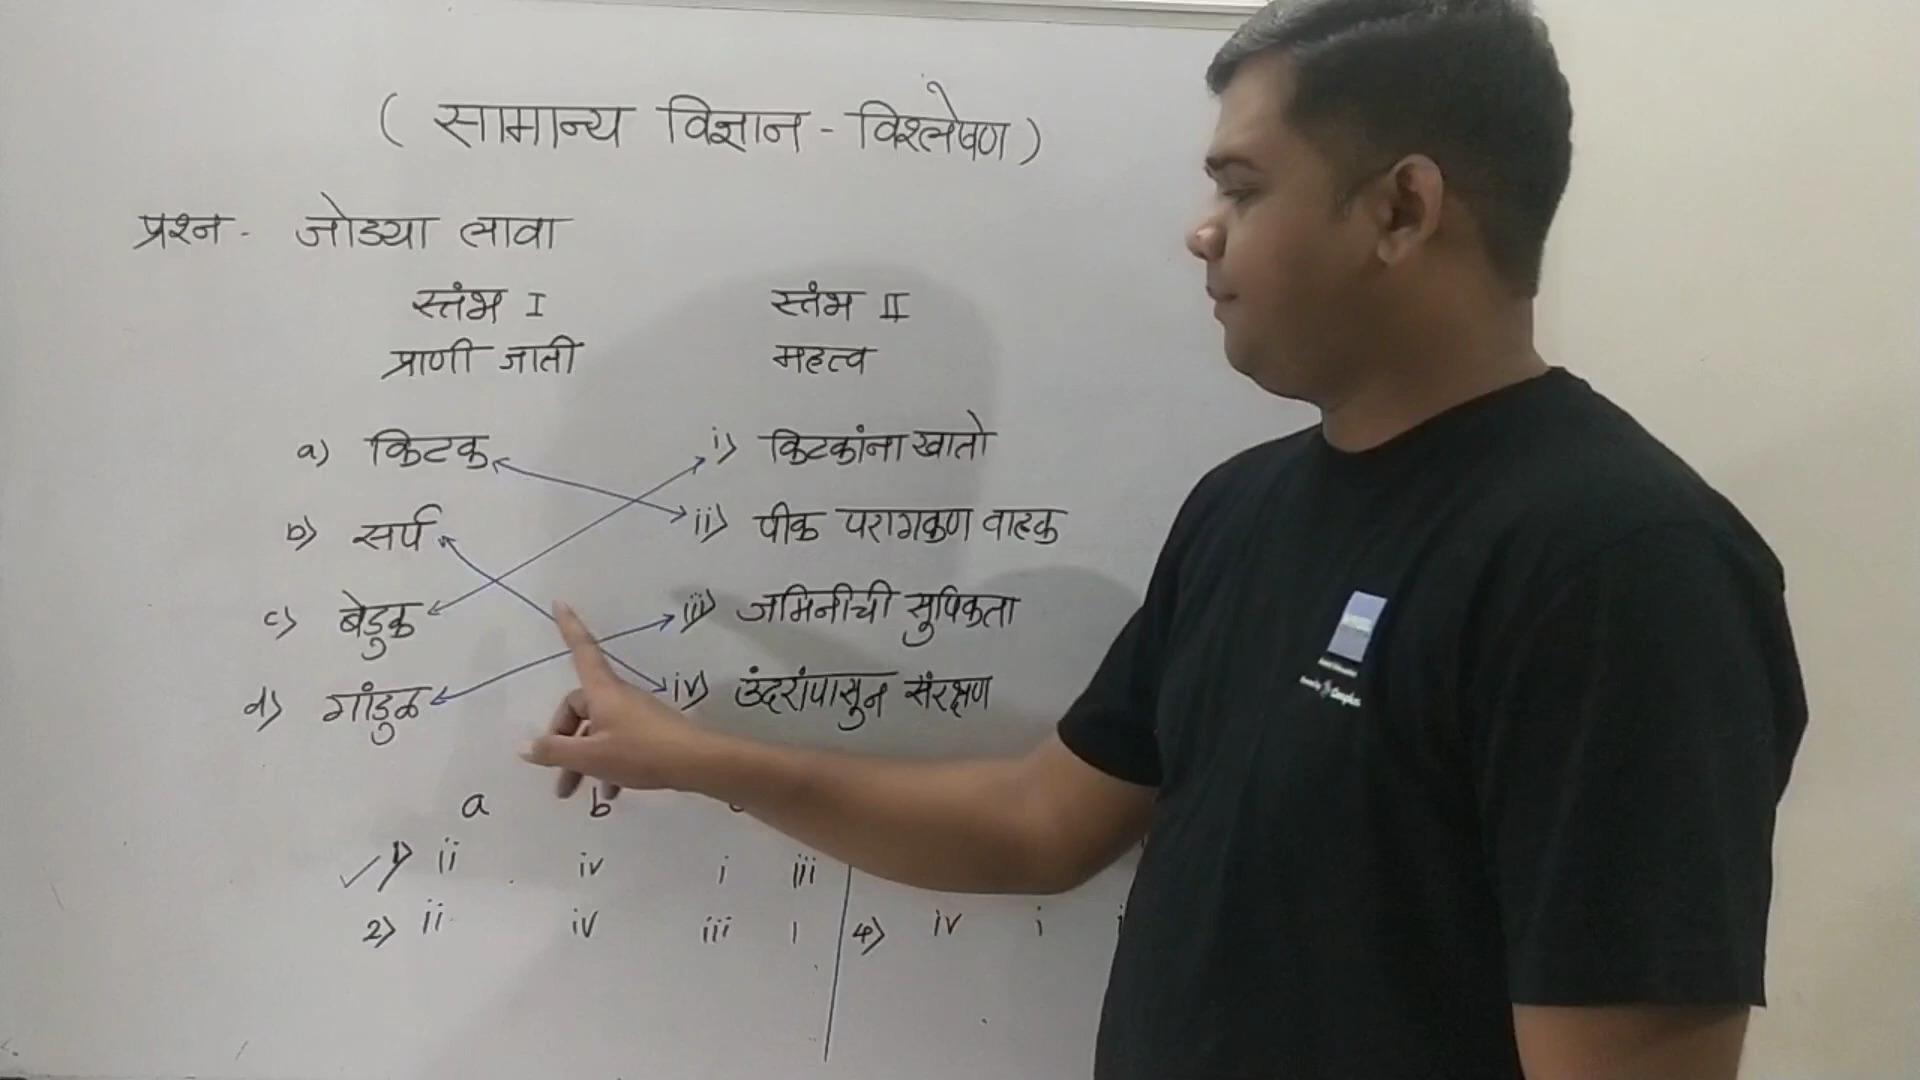 ( सामान्य विज्ञान - विश्लेषण )
प्रश्न - जोड्या लावा
स्तंभ I स्तंभ II
प्राणी जाती महत्व
a) किटक i) किटकांना खातो
b) सर्प ii) पीक परागकण वाहक
c) बेडुक iii) जमिनीची सुपिकता
d) गांडुळ iv) उंदरांपासुन संरक्षण
a b
✓ 1) ii iv i iii
2) ii iv iii i 4) iv i